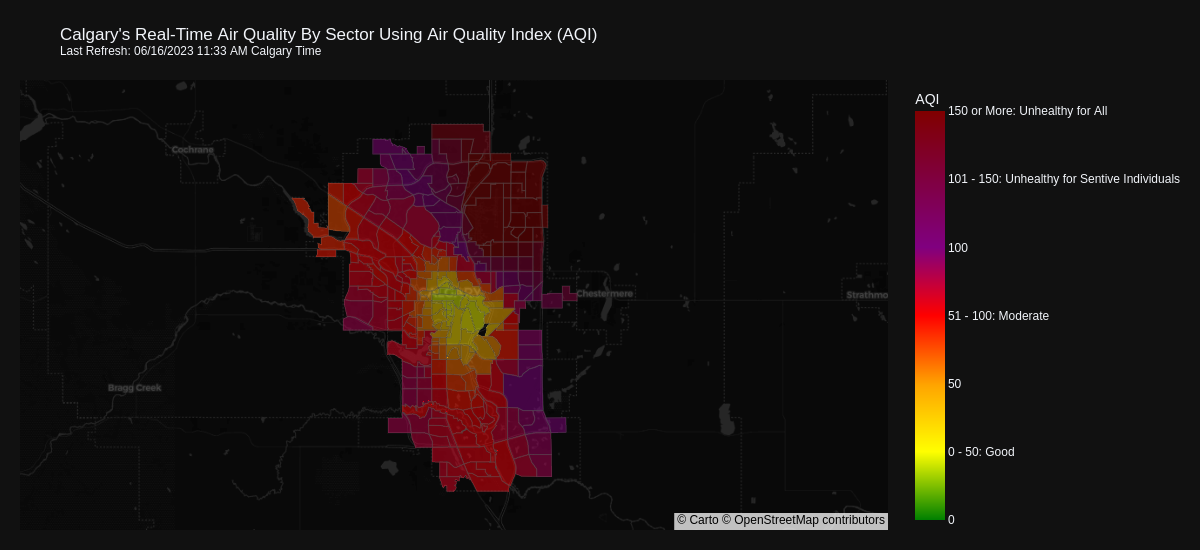 Calgary's Real-Time Air Quality By Sector Using Air Quality Index (AQI)
Last Refresh: 06/16/2023 11:33 AM Calgary Time
AQI
150 or More: Unhealthy for All
Cochrane
101 - 150: Unhealthy for Sentive Individuals
100
Chestermere
Strathmo
51 - 100: Moderate
50
Bragg Creek
0 - 50: Good
0
© Carto © OpenStreetMap contributors